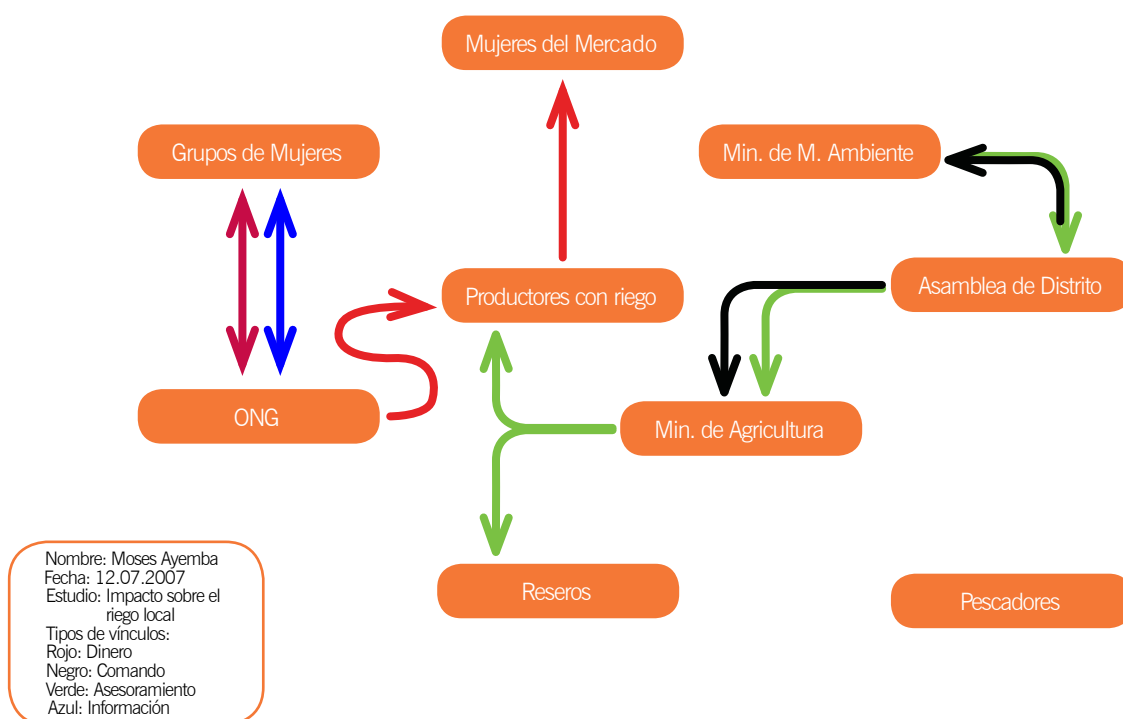 Mujeres del Mercado
Grupos de Mujeres
Min. de M. Ambiente
Productores con riego
Asamblea de Distrito
ONG
Min. de Agricultura
Reseros
Pescadores
Nombre: Moses Ayemba
Fecha: 12.07.2007
Estudio: Impacto sobre el
riego local
Tipos de vínculos:
Rojo: Dinero
Negro: Comando
Verde: Asesoramiento
Azul: Información